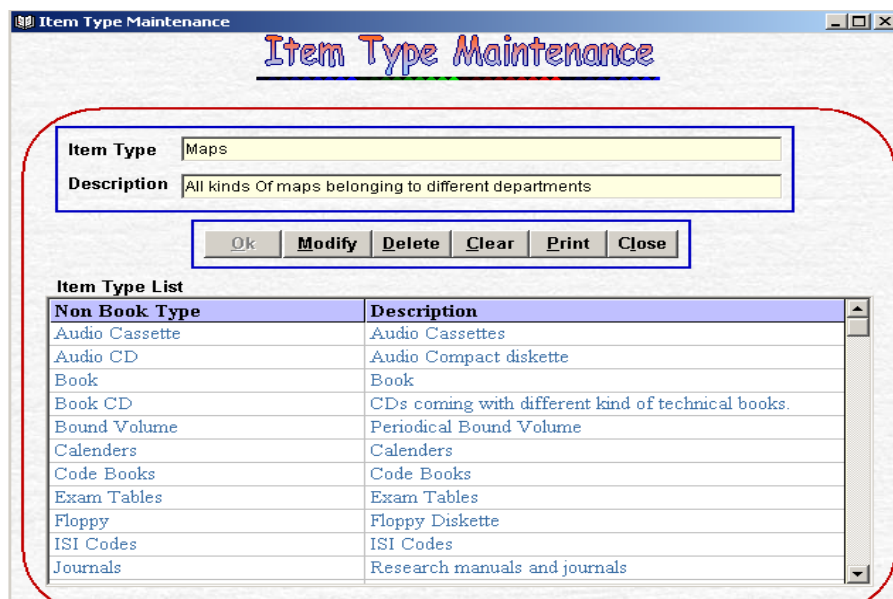 Item Type Maintenance
Item Type Maintenance
Item Type Maps
Description All kinds Of maps belonging to different departments
Ok Modify Delete Clear Print Close
Item Type List
Non Book Type Description
Audio Cassette Audio Cassettes
Audio CD Audio Compact diskette
Book Book
Book CD CDs coming with different kind of technical books.
Bound Volume Periodical Bound Volume
Calenders Calenders
Code Books Code Books
Exam Tables Exam Tables
Floppy Floppy Diskette
ISI Codes ISI Codes
Journals Research manuals and journals